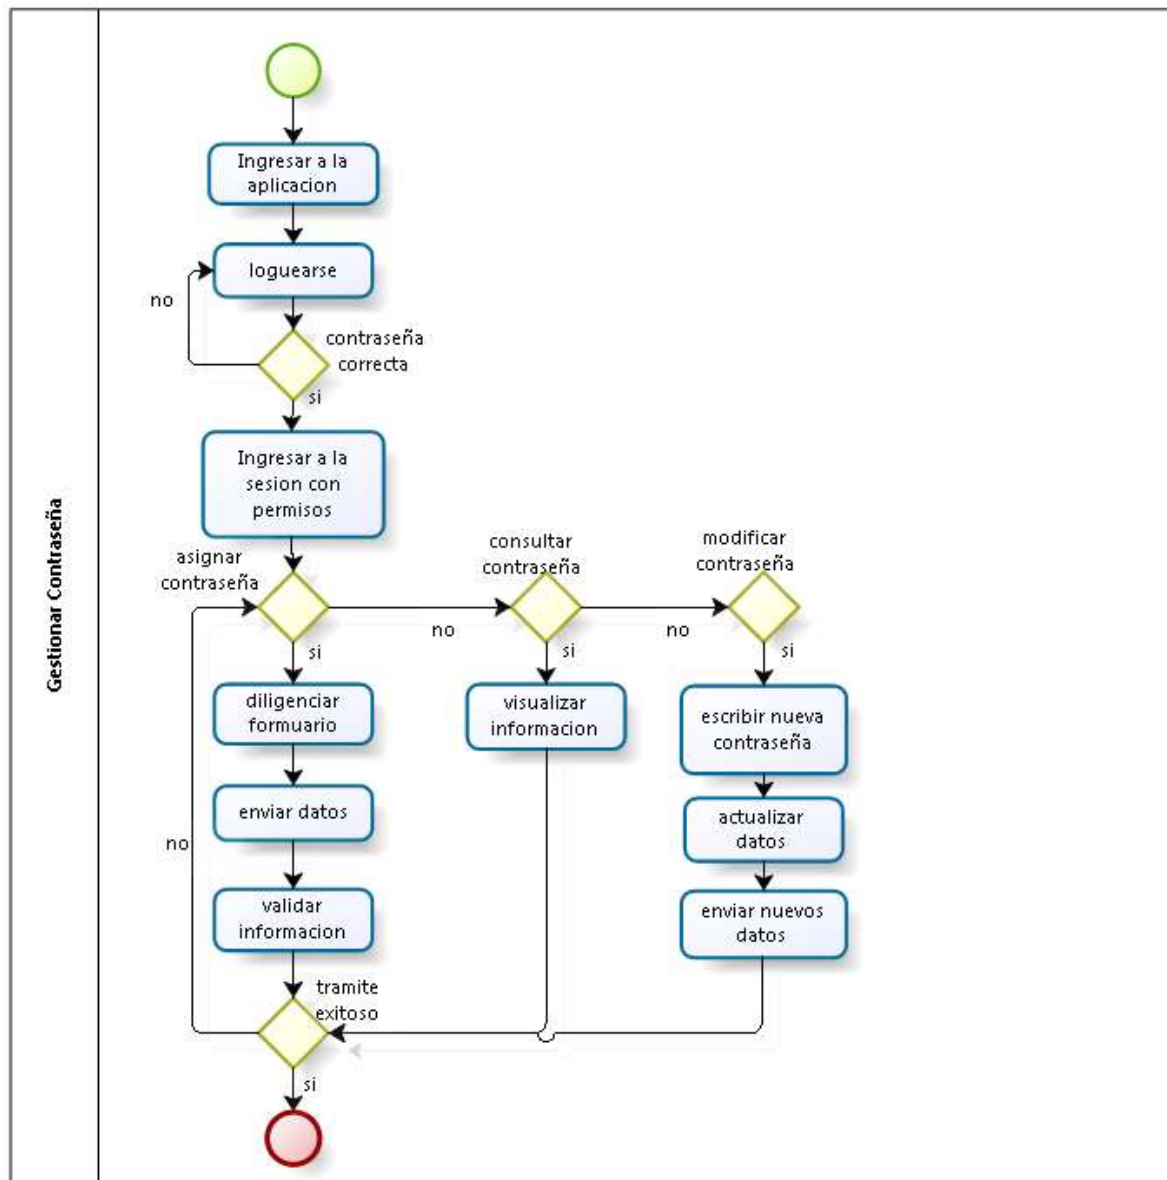 Gestionar Contraseña
Ingresar a la
aplicacion
loguearse
no
contraseña
correcta
si
Ingresar a la
sesion con
permisos
asignar
contraseña
consultar
contraseña
modificar
contraseña
no
no
si
si
si
diligenciar
formuario
visualizar
informacion
escribir nueva
contraseña
enviar datos
actualizar
datos
no
validar
informacion
enviar nuevos
datos
tramite
exitoso
si